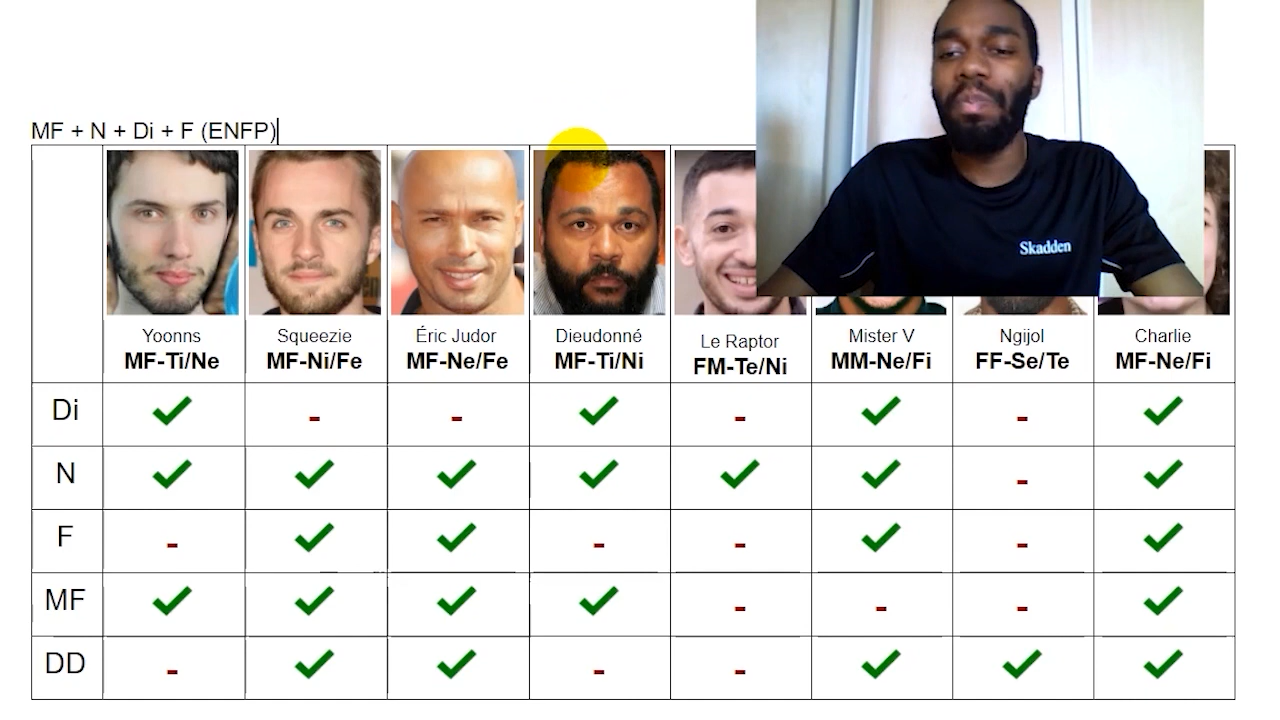 MF + N + Di + F (ENFP)
Skadden
Yoonns Squeezie Éric Judor Dieudonné Le Raptor Mister V Ngijol Charlie
MF-Ti/Ne MF-Ni/Fe MF-Ne/Fe MF-Ti/Ni FM-Te/Ni MM-Ne/Fi FF-Se/Te MF-Ne/Fi
Di ✔ - - ✔ - ✔ - ✔
N ✔ ✔ ✔ ✔ ✔ ✔ - ✔
F - ✔ ✔ - - ✔ - ✔
MF ✔ ✔ ✔ ✔ - - - ✔
DD - ✔ ✔ - - ✔ ✔ ✔